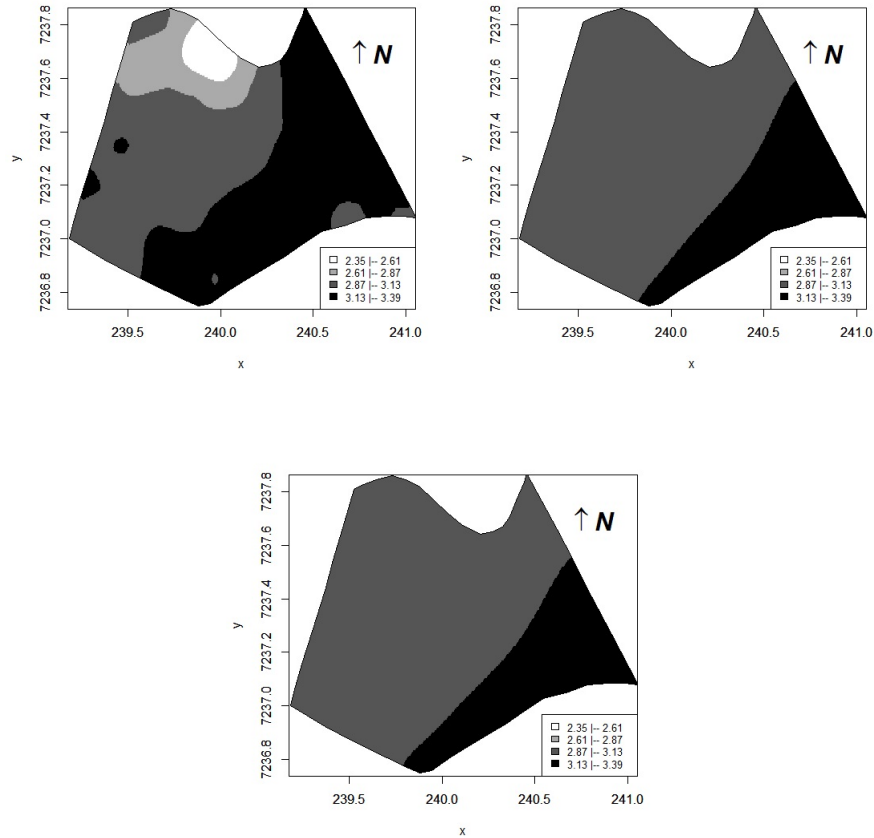 7237.8
7237.6
7237.4
7237.2
7237.0
7236.8
y
↑ N
2.35 |-- 2.61
2.61 |-- 2.87
2.87 |-- 3.13
3.13 |-- 3.39
239.5
240.0
240.5
241.0
x
7237.8
7237.6
7237.4
7237.2
7237.0
7236.8
y
↑ N
2.35 |-- 2.61
2.61 |-- 2.87
2.87 |-- 3.13
3.13 |-- 3.39
239.5
240.0
240.5
241.0
x
7237.8
7237.6
7237.4
7237.2
7237.0
7236.8
y
↑ N
2.35 |-- 2.61
2.61 |-- 2.87
2.87 |-- 3.13
3.13 |-- 3.39
239.5
240.0
240.5
241.0
x